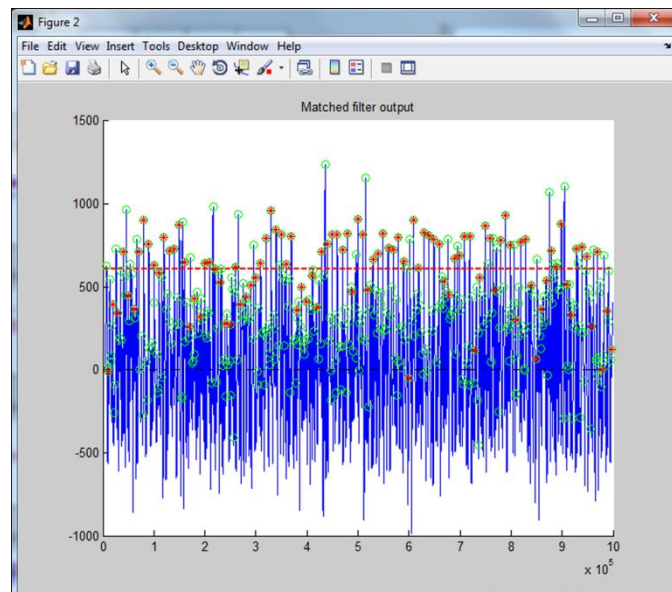 Figure 2
File Edit View Insert Tools Desktop Window Help
Matched filter output
1500
1000
500
0
-500
-1000
0 1 2 3 4 5 6 7 8 9 10
x 10^5